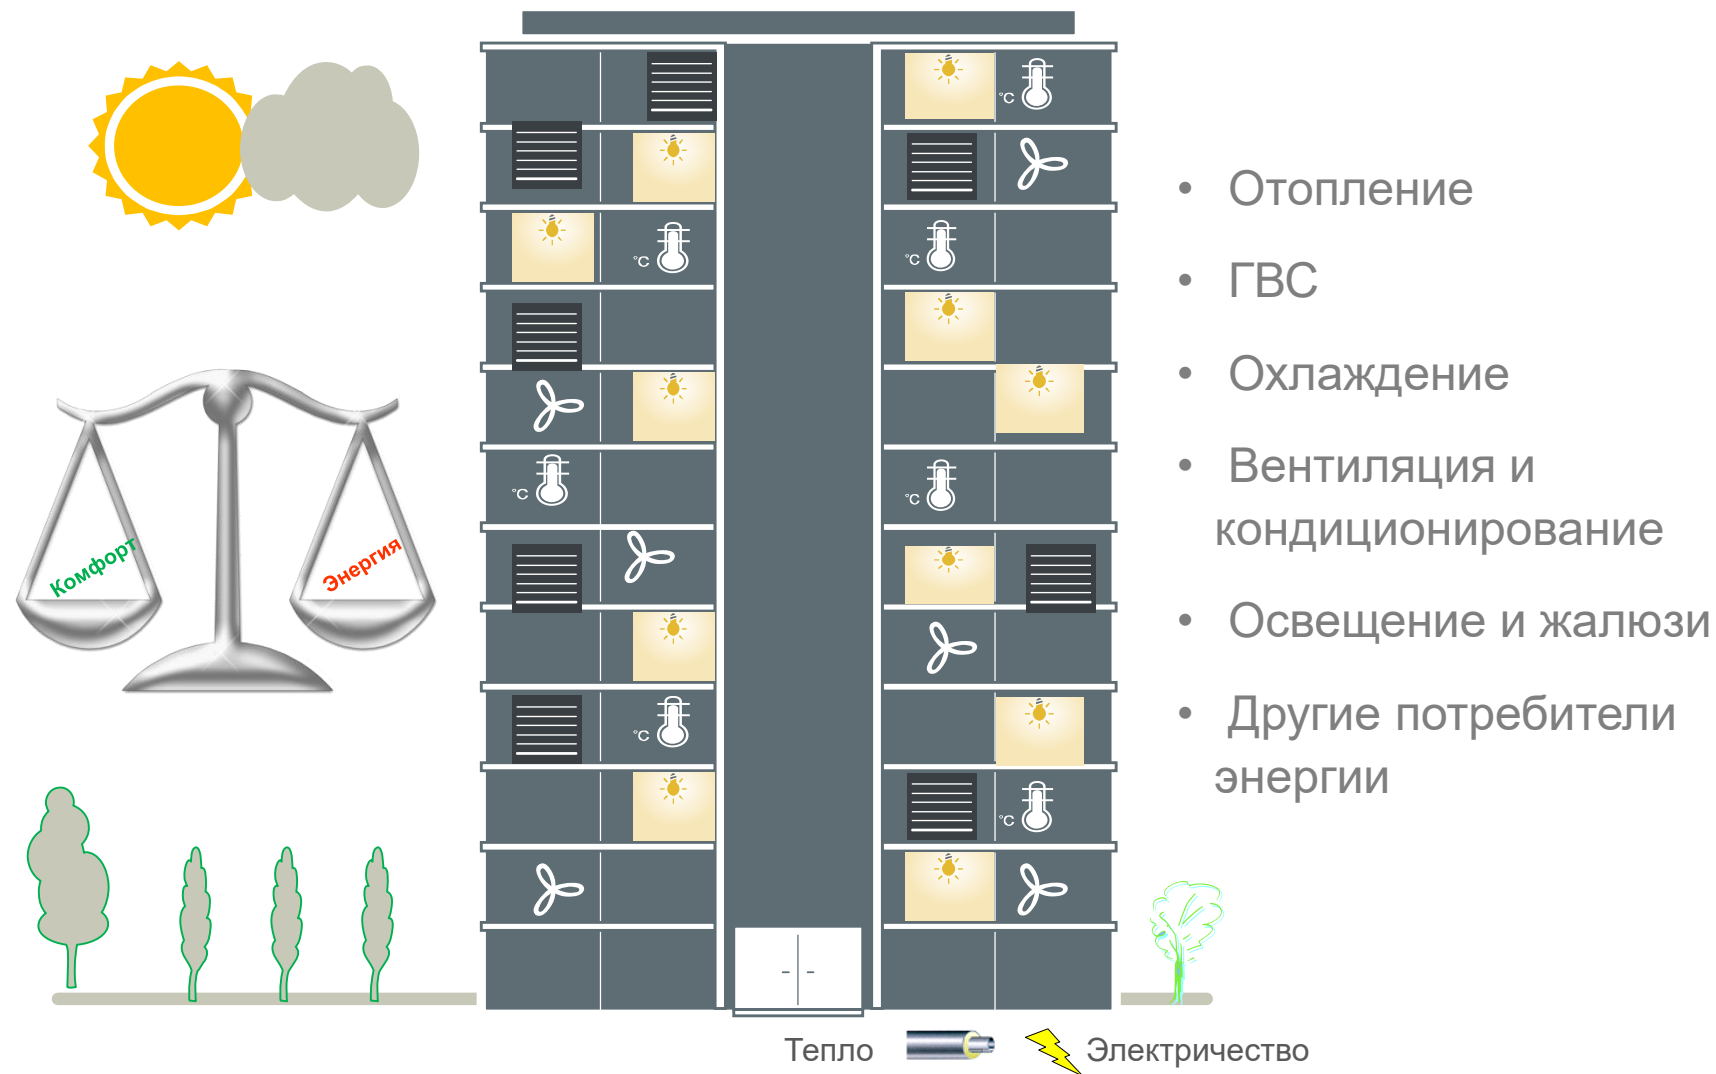 °C
°C
°C
°C
°C
°C
°C
Комфорт
Энергия
• Отопление
• ГВС
• Охлаждение
• Вентиляция и
кондиционирование
• Освещение и жалюзи
• Другие потребители
энергии
Тепло
Электричество